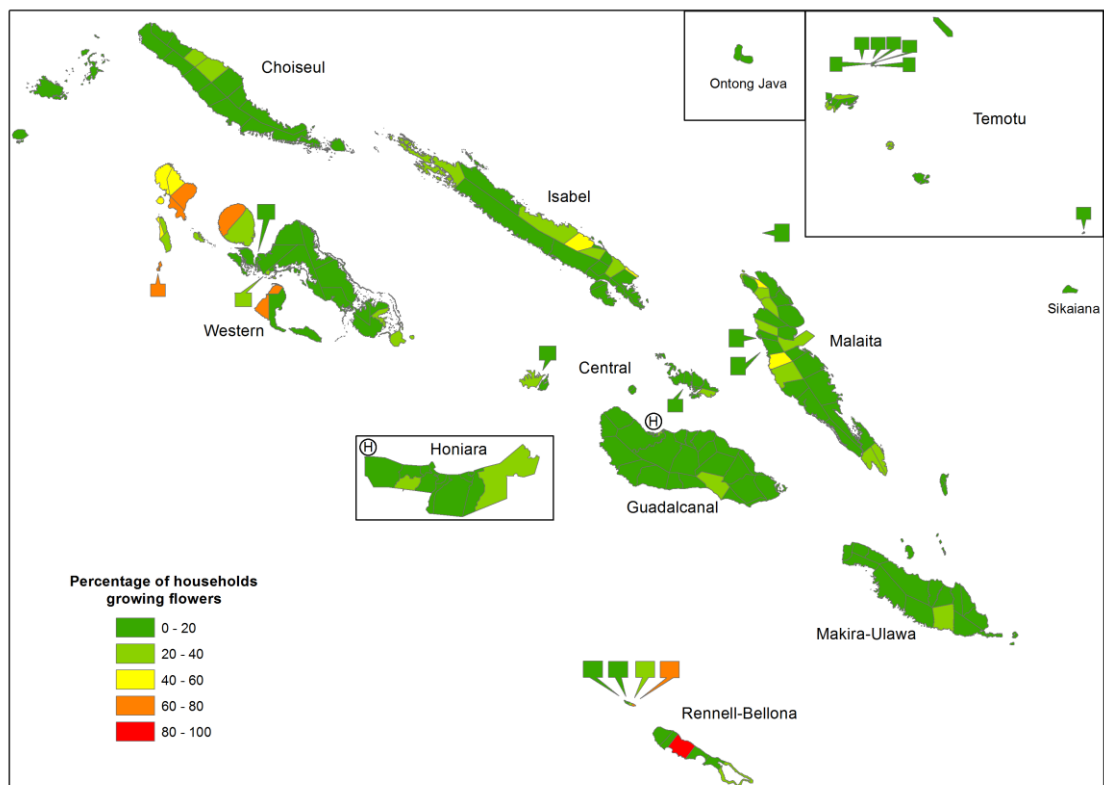 Choiseul
Ontong Java
Temotu
Isabel
Western
Sikaiana
Malaita
Central
H
H
Honiara
Guadalcanal
Makira-Ulawa
Rennell-Bellona
Percentage of households
growing flowers
0 - 20
20 - 40
40 - 60
60 - 80
80 - 100